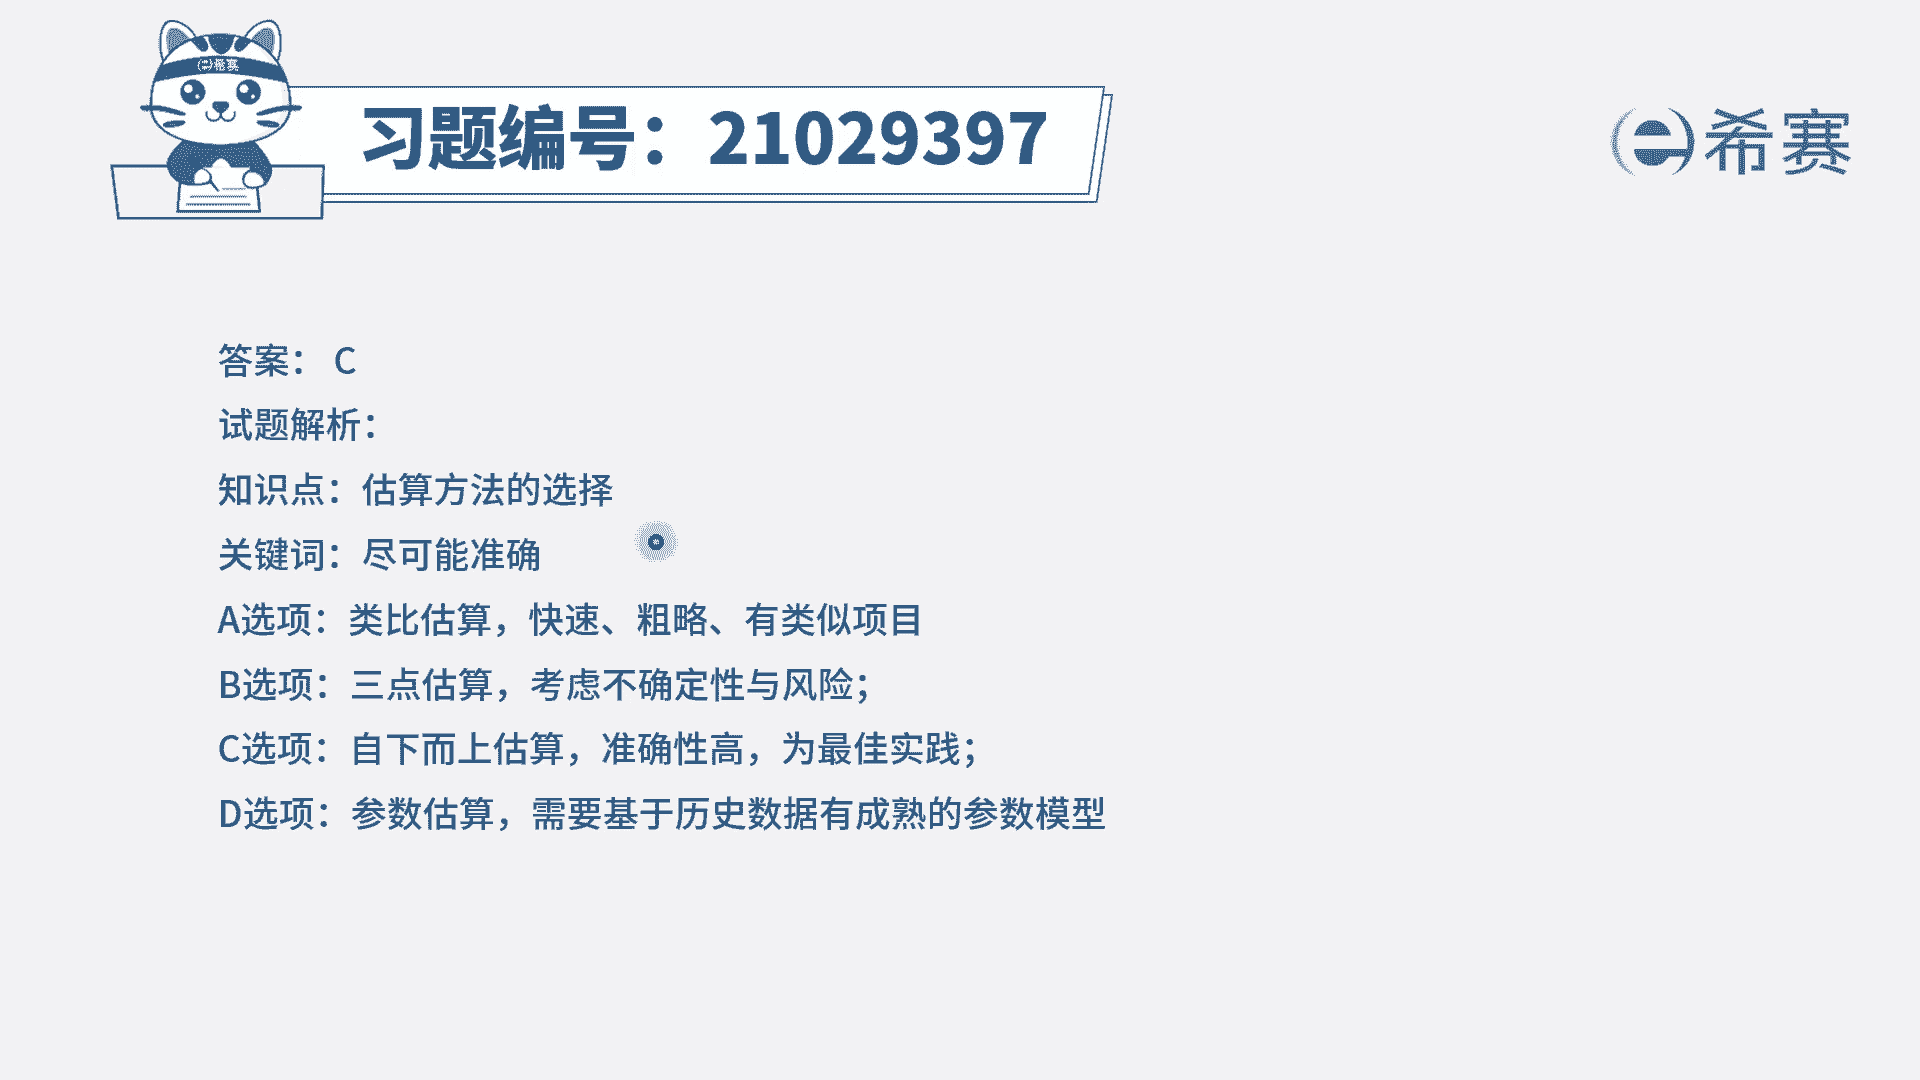 希赛
习题编号：21029397
希赛
答案： C
试题解析：
知识点：估算方法的选择
关键词：尽可能准确
A选项：类比估算，快速、粗略、有类似项目
B选项：三点估算，考虑不确定性与风险；
C选项：自下而上估算，准确性高，为最佳实践；
D选项：参数估算，需要基于历史数据有成熟的参数模型